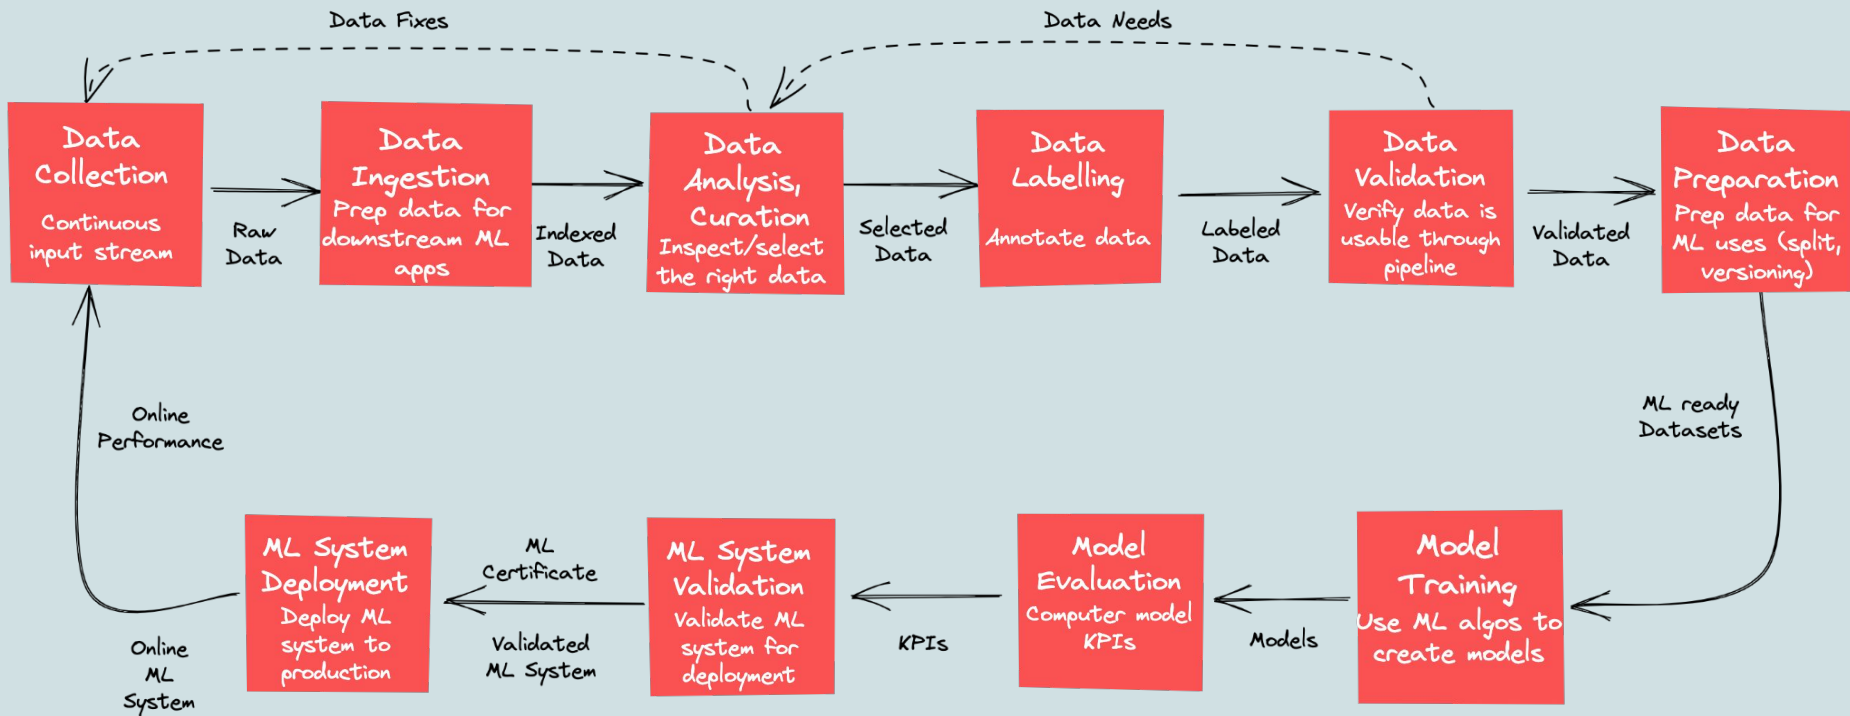 Data Fixes
Data Needs
Data
Collection
Continuous
input stream
Raw
Data
Data
Ingestion
Prep data for
downstream ML
apps
Indexed
Data
Data
Analysis,
Curation
Inspect/select
the right data
Selected
Data
Data
Labelling
Annotate data
Labeled
Data
Data
Validation
Verify data is
usable through
pipeline
Validated
Data
Data
Preparation
Prep data for
ML uses (split,
versioning)
ML ready
Datasets
Model
Training
Use ML algos to
create models
Models
Model
Evaluation
Computer model
KPIs
KPIs
ML System
Validation
Validate ML
system for
deployment
ML
Certificate
Validated
ML System
ML System
Deployment
Deploy ML
system to
production
Online
ML
System
Online
Performance